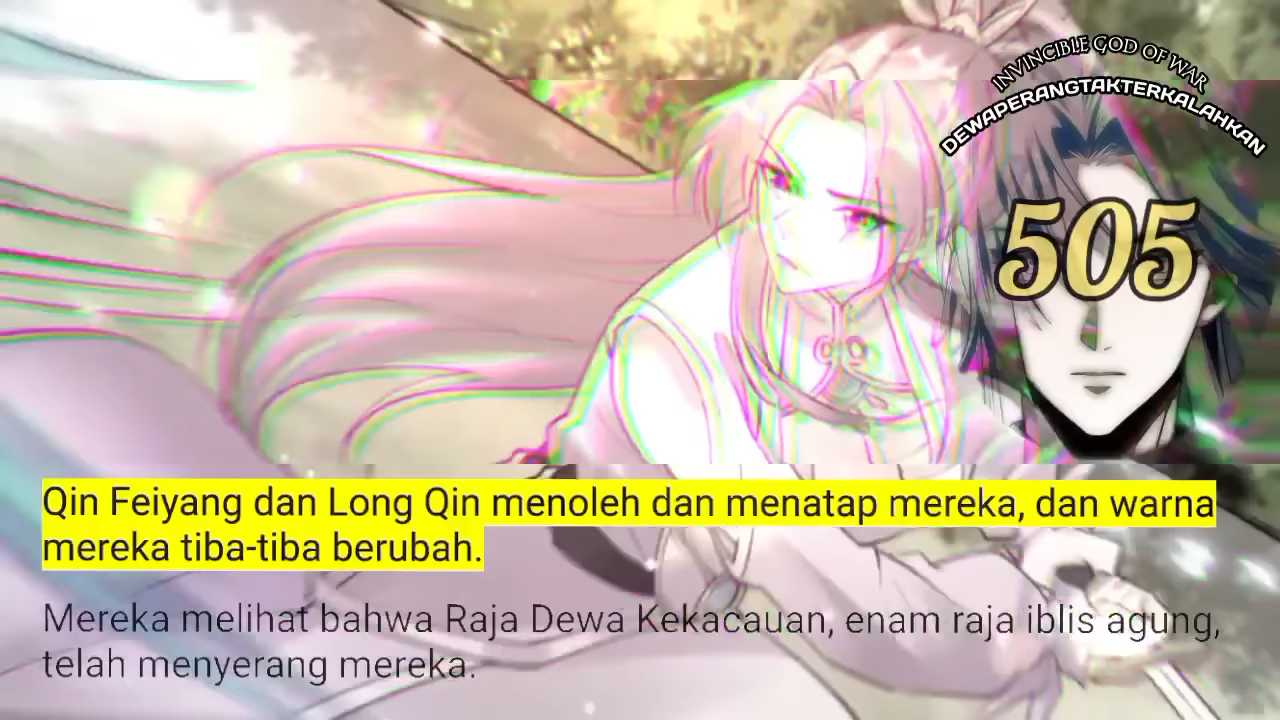 INVINCIBLE GOD OF WAR
DEWAPERANGTAKTERKALAHKAN
505
Qin Feiyang dan Long Qin menoleh dan menatap mereka, dan warna
mereka tiba-tiba berubah.
Mereka melihat bahwa Raja Dewa Kekacauan, enam raja iblis agung,
telah menyerang mereka.